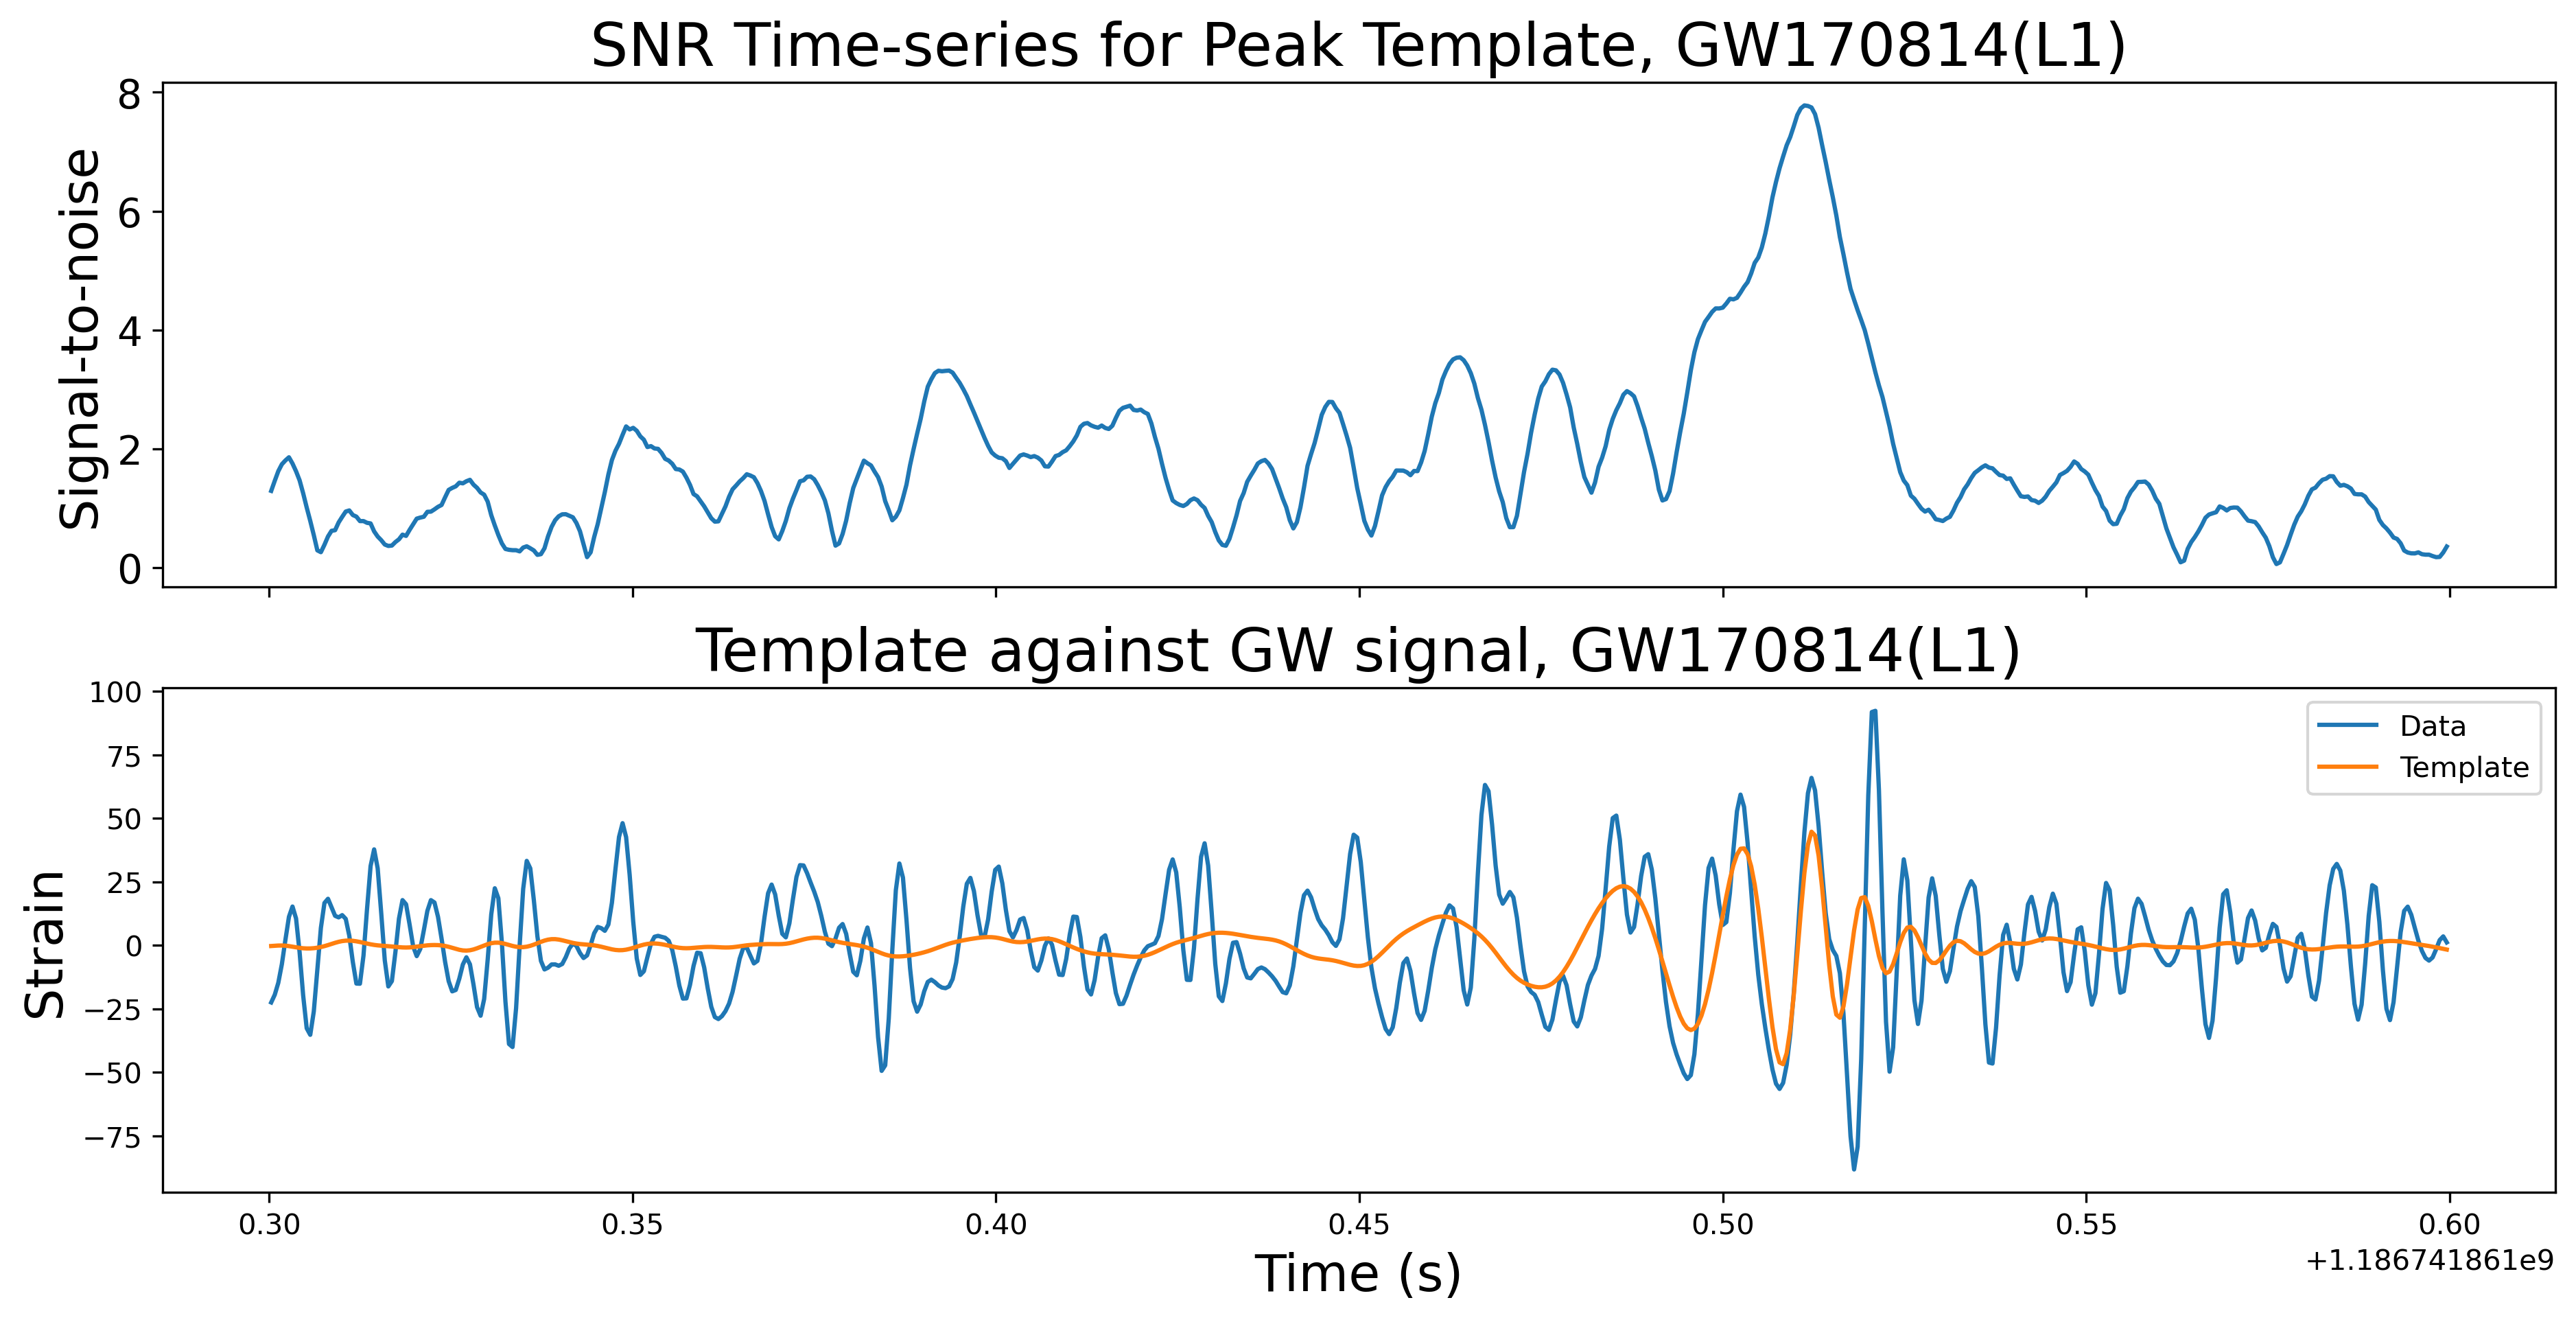 SNR Time-series for Peak Template, GW170814(L1)
Signal-to-noise
8
6
4
2
0
Template against GW signal, GW170814(L1)
Strain
100
75
50
25
0
−25
−50
−75
Data
Template
0.30 0.35 0.40 0.45 0.50 0.55 0.60
+1.186741861e9
Time (s)